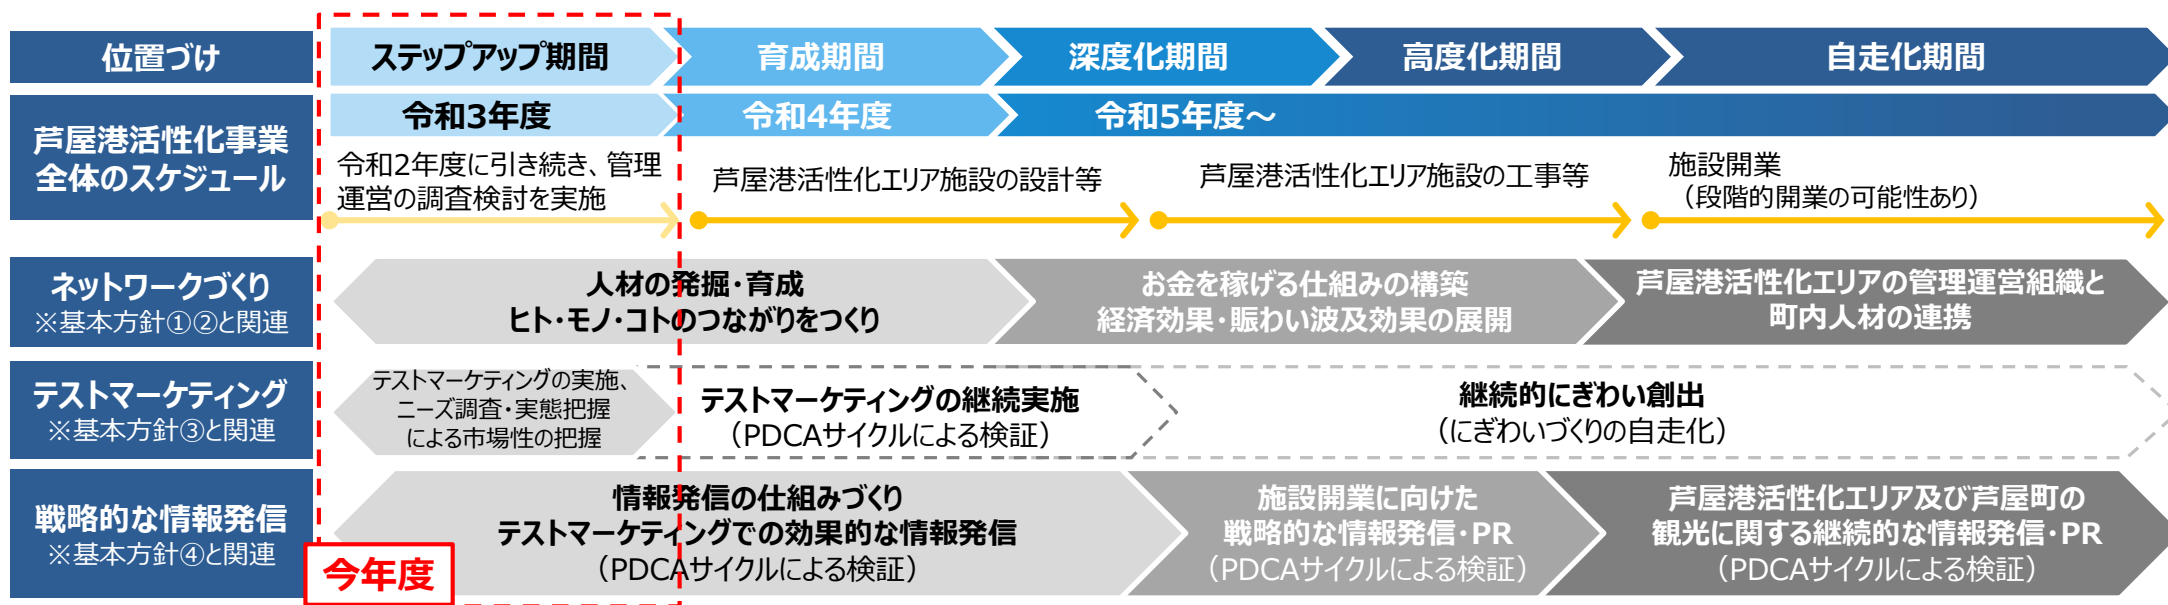 位置づけ
ステップアップ期間
育成期間
深度化期間
高度化期間
自走化期間
芦屋港活性化事業
全体のスケジュール
令和3年度
令和4年度
令和5年度～
令和2年度に引き続き、管理
運営の調査検討を実施
芦屋港活性化エリア施設の設計等
芦屋港活性化エリア施設の工事等
施設開業
（段階的開業の可能性あり）
ネットワークづくり
※基本方針①②と関連
人材の発掘・育成
ヒト・モノ・コトのつながりをつくり
お金を稼げる仕組みの構築
経済効果・賑わい波及効果の展開
芦屋港活性化エリアの管理運営組織と
町内人材の連携
テストマーケティング
※基本方針③と関連
テストマーケティングの実施、
ニーズ調査・実態把握
による市場性の把握
テストマーケティングの継続実施
（PDCAサイクルによる検証）
継続的にぎわい創出
（にぎわいづくりの自走化）
戦略的な情報発信
※基本方針④と関連
情報発信の仕組みづくり
テストマーケティングでの効果的な情報発信
（PDCAサイクルによる検証）
施設開業に向けた
戦略的な情報発信・PR
（PDCAサイクルによる検証）
芦屋港活性化エリア及び芦屋町の
観光に関する継続的な情報発信・PR
（PDCAサイクルによる検証）
今年度